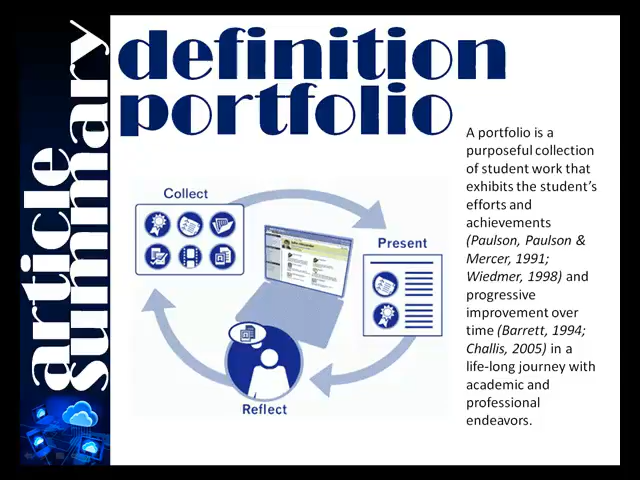 article
summary
definition
portfolio
Collect
Present
Reflect
A portfolio is a
purposeful collection
of student work that
exhibits the student's
efforts and
achievements
(Paulson, Paulson &
Mercer, 1991;
Wiedmer, 1998) and
progressive
improvement over
time (Barrett, 1994;
Challis, 2005) in a
life-long journey with
academic and
professional
endeavors.